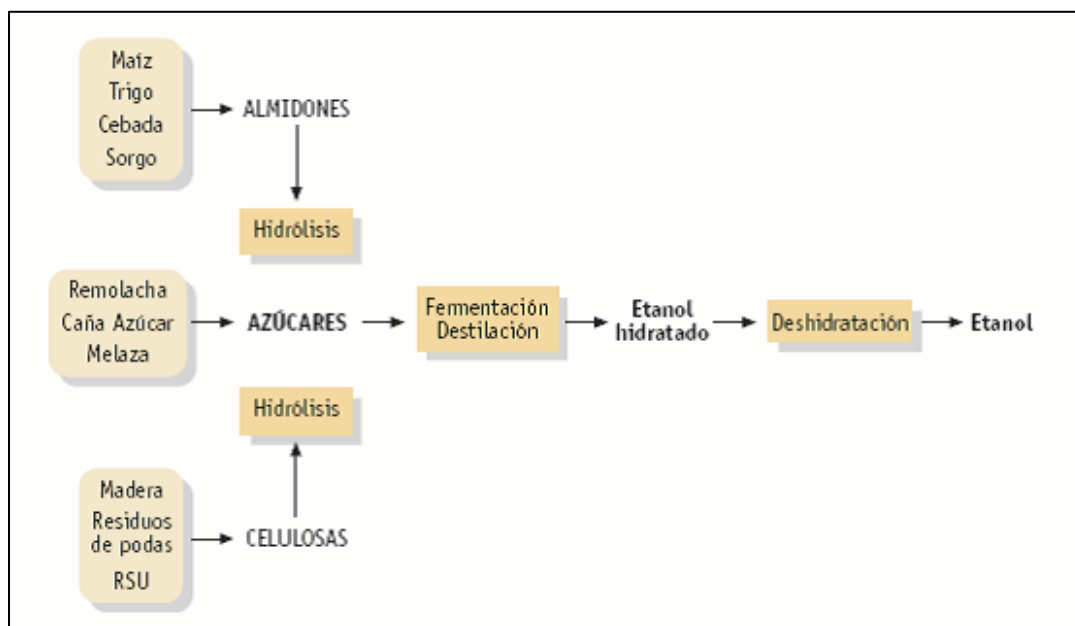 Maíz
Trigo
Cebada
Sorgo
ALMIDONES
Hidrólisis
Remolacha
Caña Azúcar
Melaza
AZÚCARES
Fermentación
Destilación
Etanol
hidratado
Deshidratación
Etanol
Hidrólisis
Madera
Residuos
de podas
RSU
CELULOSAS